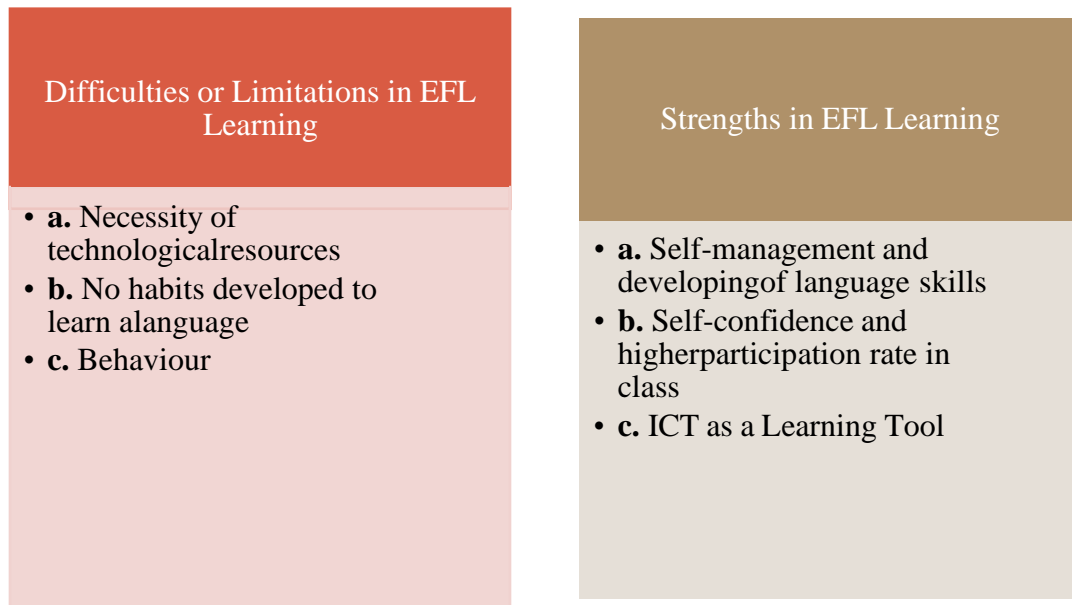 Difficulties or Limitations in EFL
Learning
• a. Necessity of
technologicalresources
• b. No habits developed to
learn alanguage
• c. Behaviour
Strengths in EFL Learning
• a. Self-management and
developingof language skills
• b. Self-confidence and
higherparticipation rate in
class
• c. ICT as a Learning Tool